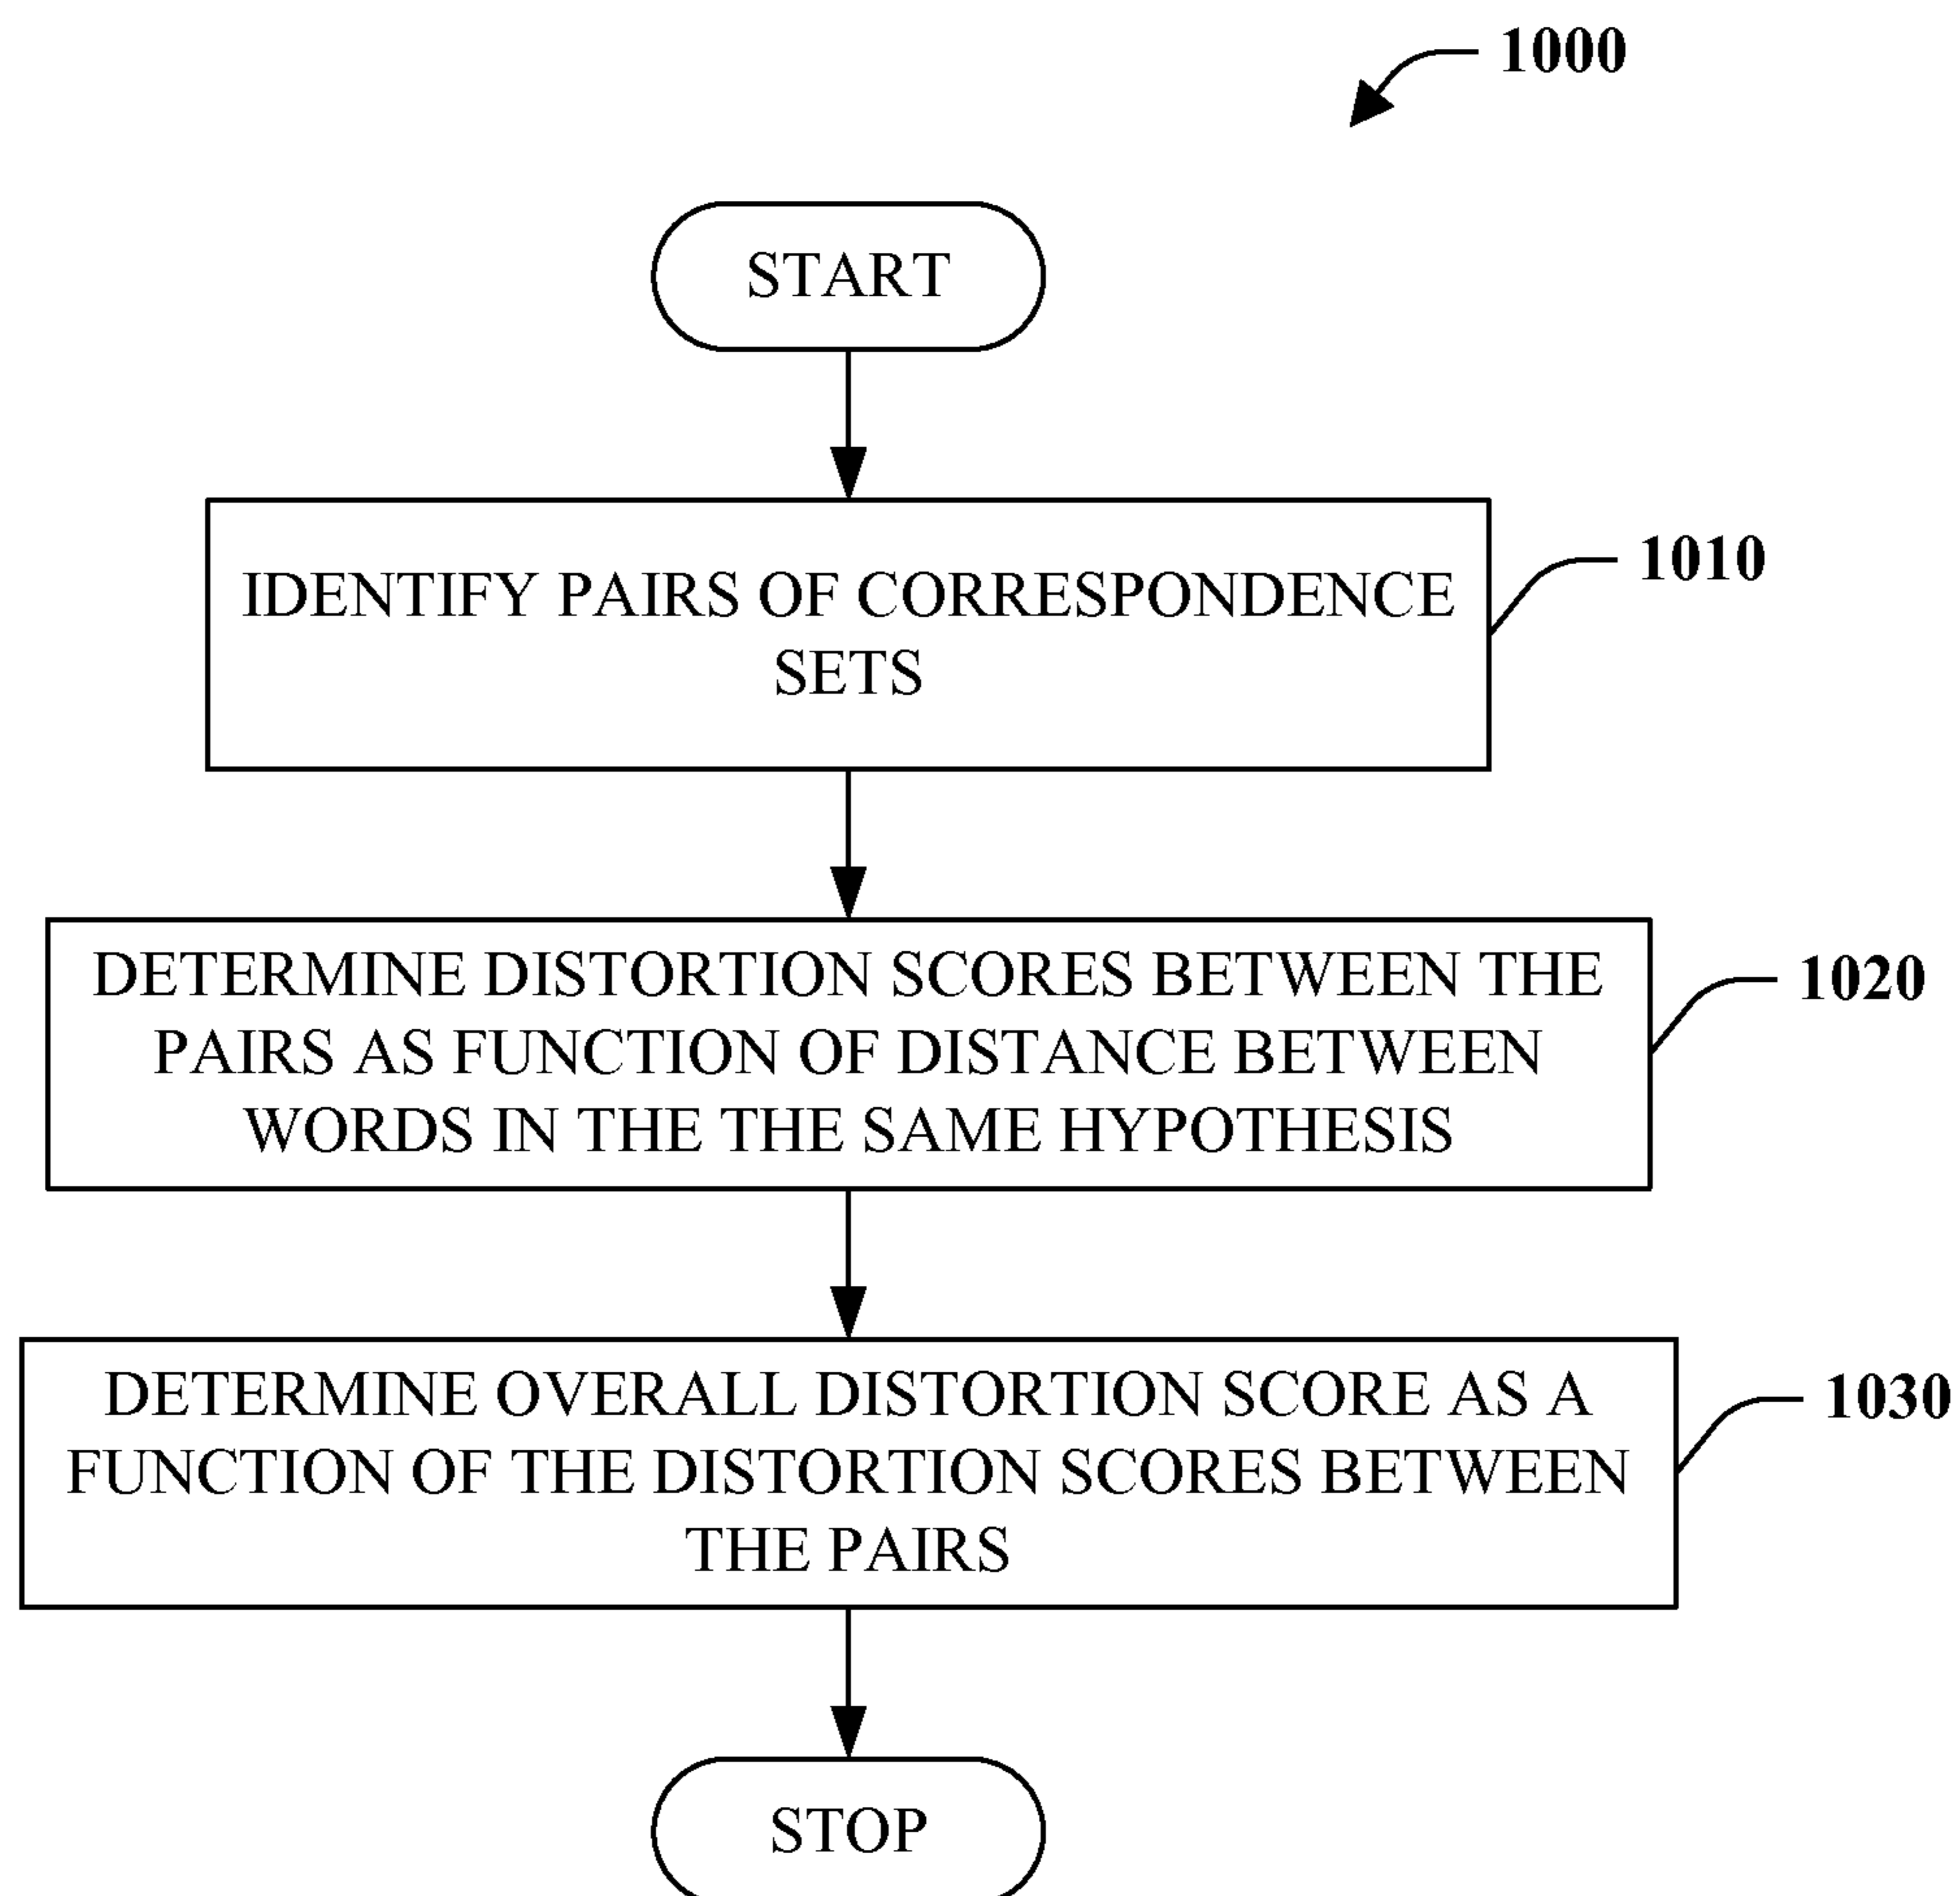 1000
START
IDENTIFY PAIRS OF CORRESPONDENCE
SETS
1010
DETERMINE DISTORTION SCORES BETWEEN THE
PAIRS AS FUNCTION OF DISTANCE BETWEEN
WORDS IN THE THE SAME HYPOTHESIS
1020
DETERMINE OVERALL DISTORTION SCORE AS A
FUNCTION OF THE DISTORTION SCORES BETWEEN
THE PAIRS
1030
STOP